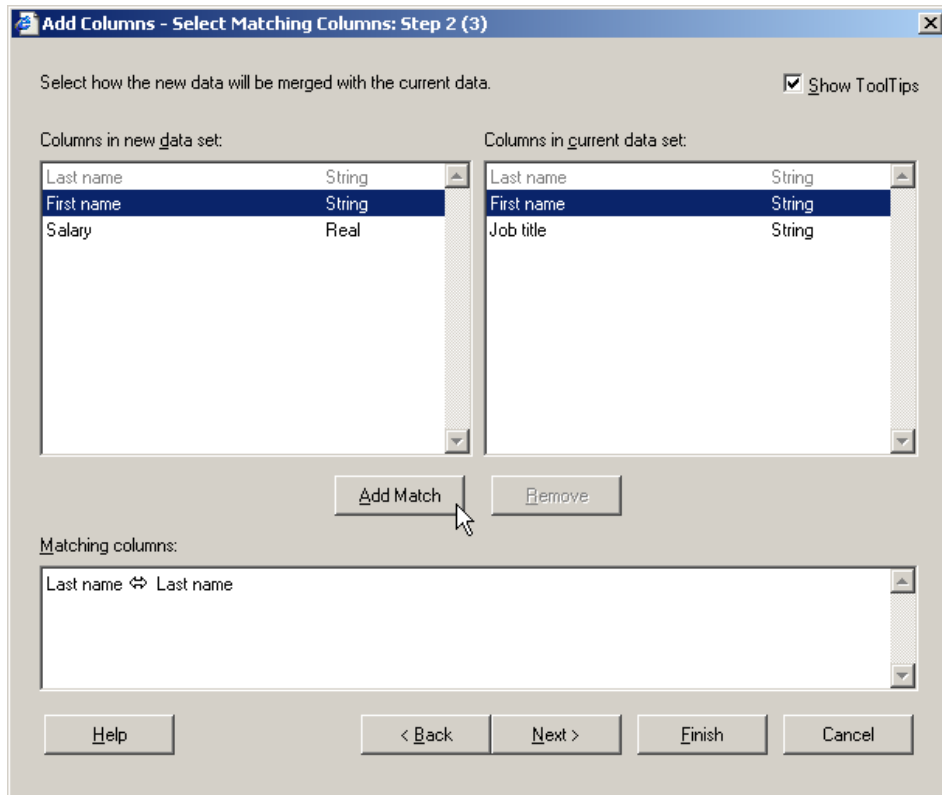 Add Columns - Select Matching Columns: Step 2 (3)
Select how the new data will be merged with the current data.
Show ToolTips
Columns in new data set:
Columns in current data set:
Last name String
First name String
Salary Real
Last name String
First name String
Job title String
Add Match
Remove
Matching columns:
Last name ⇔ Last name
Help
< Back
Next >
Finish
Cancel